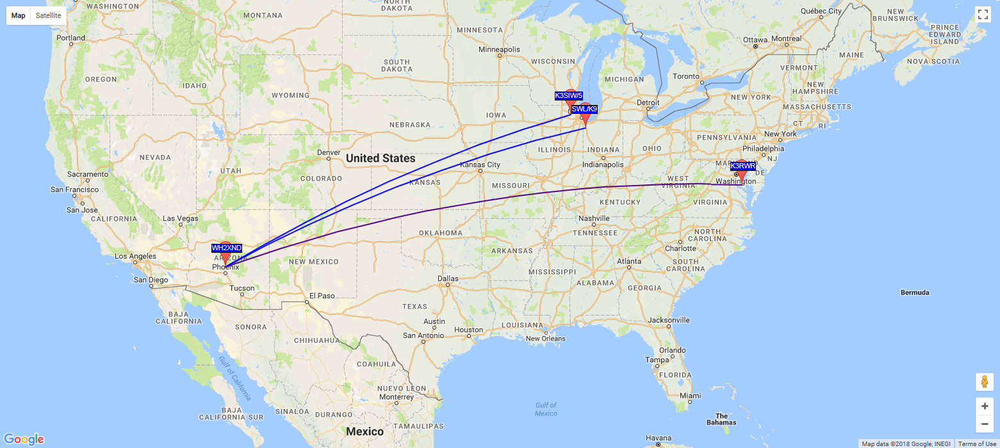 Map
Satellite
WASHINGTON
MONTANA
NORTH
DAKOTA
Québec City
NEW
BRUNSWICK
Portland
MINNESOTA
PRINCE
EDWARD
ISLAND
Ottawa
Montreal
Minneapolis
MAINE
SOUTH
DAKOTA
WISCONSIN
NOVA SCOTIA
VERMONT
OREGON
IDAHO
MICHIGAN
Toronto
NEW
HAMPSHIRE
WYOMING
K3SIW/5
Detroit
NEW YORK
MASSACHUSETTS
SWL/K9
IOWA
NEBRASKA
CT
RI
PENNSYLVANIA
New York
NEVADA
Denver
United States
ILLINOIS
INDIANA
OHIO
Philadelphia
NJ
Kansas City
Indianapolis
K3RWR
DE
UTAH
Sacramento
COLORADO
KANSAS
MISSOURI
WEST
VIRGINIA
Washington
San Francisco
San Jose
CALIFORNIA
KENTUCKY
VIRGINIA
Las Vegas
Nashville
OKLAHOMA
TENNESSEE
NORTH
CAROLINA
WH2XND
ARIZONA
Los Angeles
ARKANSAS
Charlotte
Phoenix
NEW MEXICO
Atlanta
SOUTH
CAROLINA
San Diego
Dallas
MISSISSIPPI
ALABAMA
Tucson
El Paso
GEORGIA
Bermuda
TEXAS
BAJA
CALIFORNIA
SONORA
Austin
Houston
LOUISIANA
Jacksonville
San Antonio
New Orleans
CHIHUAHUA
Orlando
Tampa
COAHUILA
Gulf of California
FLORIDA
NUEVO LEON
Monterrey
Miami
Gulf of
Mexico
BAJA
CALIFORNIA SUR
SINALOA
DURANGO
The
Bahamas
TAMAULIPAS
Mexico
Google
Havana
Map data ©2018 Google, INEGI
Terms of Use